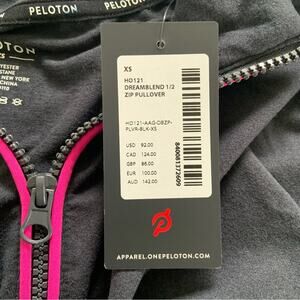 PELOTON
PELOTON
XS
HO121
DREAMBLEND 1/2
ZIP PULLOVER
HO121-AAG-DBZP-
PLVR-BLK-XS
USD 92.00
CAD 124.00
GBP 86.00
EUR 100.00
AUD 142.00
840081372609
APPAREL.ONEPELOTON.COM
NEW YORK